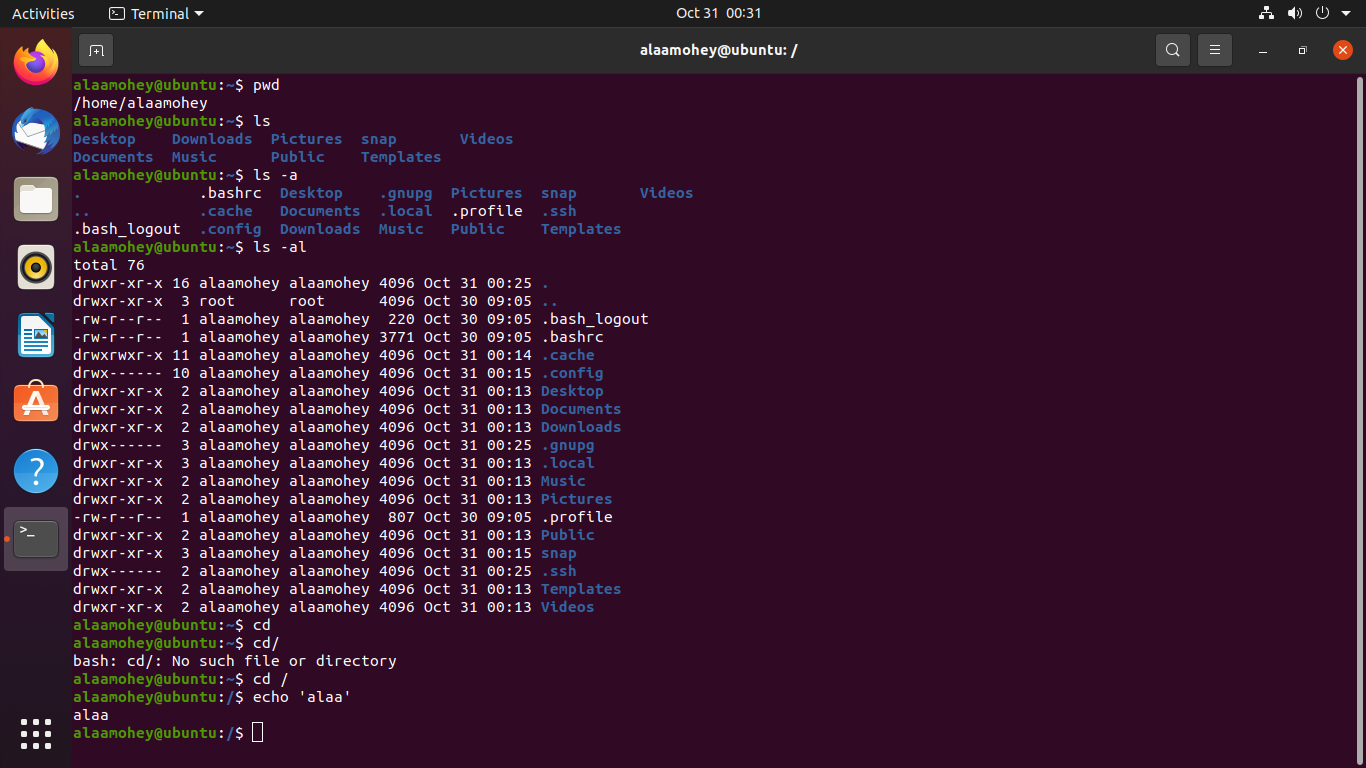 Activities Terminal Oct 31 00:31
alaamohey@ubuntu: /
alaamohey@ubuntu:~$ pwd
/home/alaamohey
alaamohey@ubuntu:~$ ls
Desktop    Downloads  Pictures  snap       Videos
Documents  Music      Public    Templates
alaamohey@ubuntu:~$ ls -a
.             .bashrc  Desktop    .gnupg  Pictures  snap       Videos
..            .cache   Documents  .local  .profile  .ssh
.bash_logout  .config  Downloads  Music   Public    Templates
alaamohey@ubuntu:~$ ls -al
total 76
drwxr-xr-x 16 alaamohey alaamohey 4096 Oct 31 00:25 .
drwxr-xr-x  3 root      root      4096 Oct 30 09:05 ..
-rw-r--r--  1 alaamohey alaamohey  220 Oct 30 09:05 .bash_logout
-rw-r--r--  1 alaamohey alaamohey 3771 Oct 30 09:05 .bashrc
drwxrwxr-x 11 alaamohey alaamohey 4096 Oct 31 00:14 .cache
drwx------ 10 alaamohey alaamohey 4096 Oct 31 00:15 .config
drwxr-xr-x  2 alaamohey alaamohey 4096 Oct 31 00:13 Desktop
drwxr-xr-x  2 alaamohey alaamohey 4096 Oct 31 00:13 Documents
drwxr-xr-x  2 alaamohey alaamohey 4096 Oct 31 00:13 Downloads
drwx------  3 alaamohey alaamohey 4096 Oct 31 00:25 .gnupg
drwxr-xr-x  3 alaamohey alaamohey 4096 Oct 31 00:13 .local
drwxr-xr-x  2 alaamohey alaamohey 4096 Oct 31 00:13 Music
drwxr-xr-x  2 alaamohey alaamohey 4096 Oct 31 00:13 Pictures
-rw-r--r--  1 alaamohey alaamohey  807 Oct 30 09:05 .profile
drwxr-xr-x  2 alaamohey alaamohey 4096 Oct 31 00:13 Public
drwxr-xr-x  3 alaamohey alaamohey 4096 Oct 31 00:15 snap
drwx------  2 alaamohey alaamohey 4096 Oct 31 00:25 .ssh
drwxr-xr-x  2 alaamohey alaamohey 4096 Oct 31 00:13 Templates
drwxr-xr-x  2 alaamohey alaamohey 4096 Oct 31 00:13 Videos
alaamohey@ubuntu:~$ cd
alaamohey@ubuntu:~$ cd/
bash: cd/: No such file or directory
alaamohey@ubuntu:~$ cd /
alaamohey@ubuntu:/$ echo 'alaa'
alaa
alaamohey@ubuntu:/$